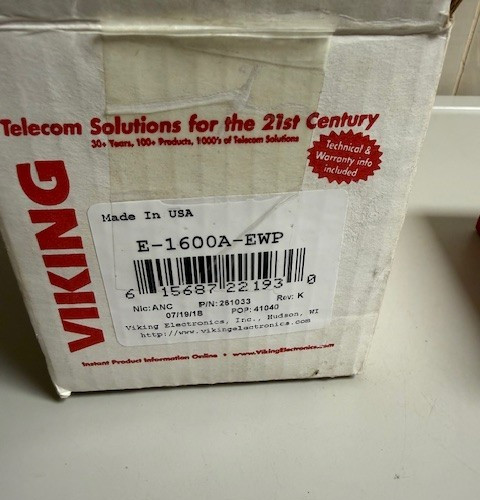 Telecom Solutions for the 21st Century
30+ Years, 100+ Products, 1000's of Telecom Solutions
Technical &
Warranty info
included
VIKING
Made In USA
E-1600A-EWP
6 15687 22193 0
Nic:ANC P/N:261033 Rev: K
07/19/18 POP: 41040
Viking Electronics, Inc., Hudson, WI
http://www.vikingelectronics.com
Instant Product Information Online • www.VikingElectronics.com